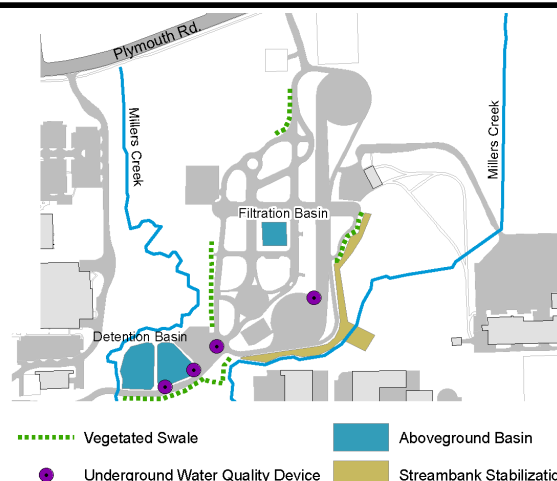 Plymouth Rd.
Millers Creek
Millers Creek
Filtration Basin
Detention Basin
Vegetated Swale
Aboveground Basin
Underground Water Quality Device
Streambank Stabilizatio